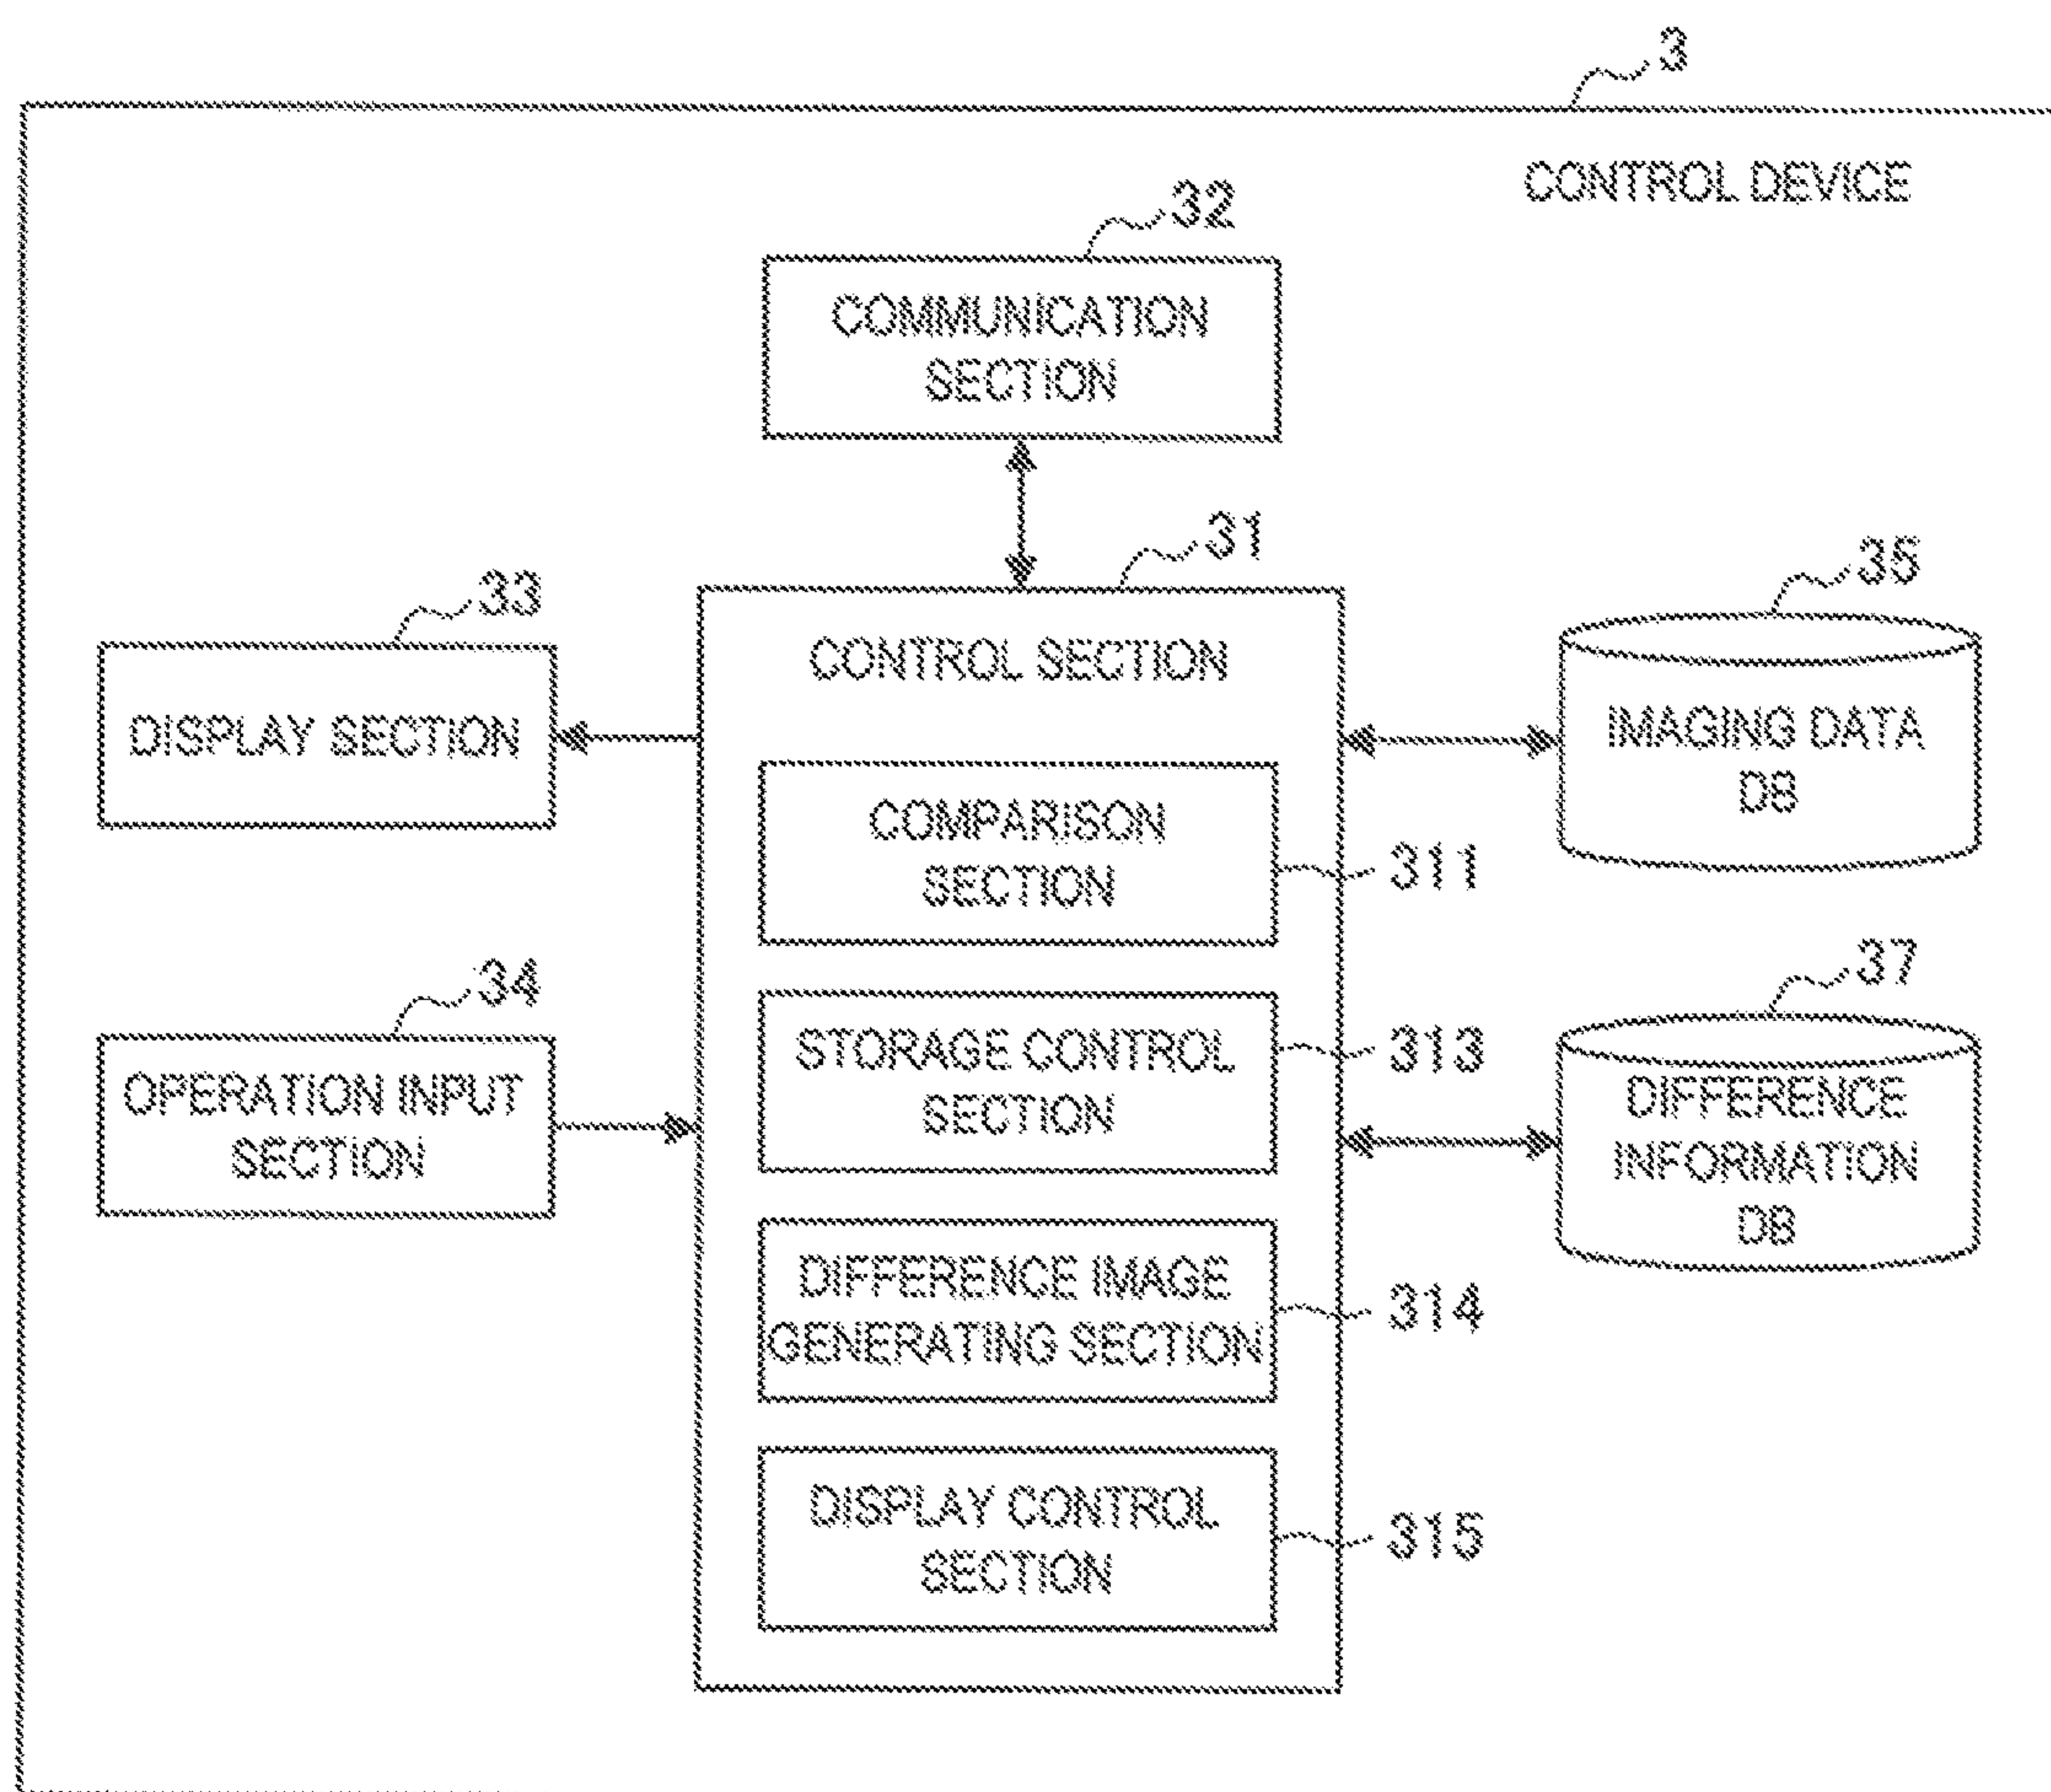 3
CONTROL DEVICE
32
COMMUNICATION
SECTION
31
CONTROL SECTION
33
DISPLAY SECTION
35
IMAGING DATA
DB
COMPARISON
SECTION
311
34
OPERATION INPUT
SECTION
37
DIFFERENCE
INFORMATION
DB
STORAGE CONTROL
SECTION
313
DIFFERENCE IMAGE
GENERATING SECTION
314
DISPLAY CONTROL
SECTION
315